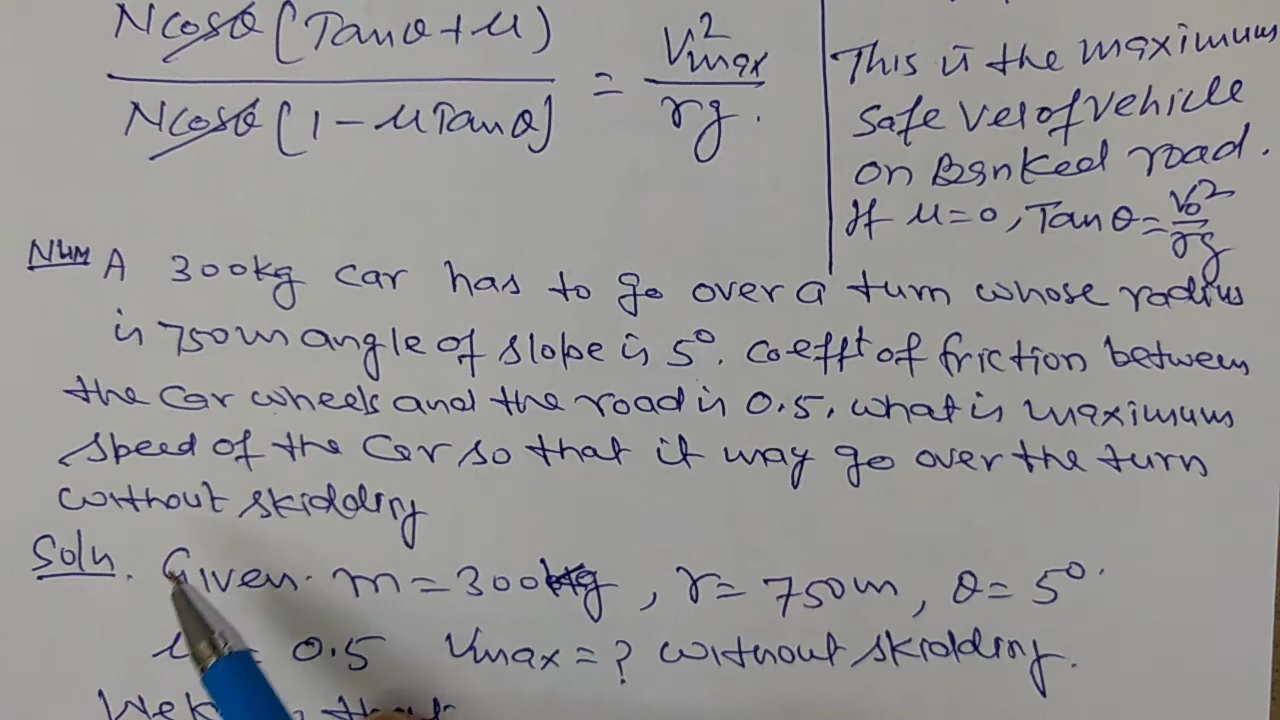 Ncosθ(Tanθ+μ)
Ncosθ(1-μTanθ)
= V²max
rg.
This is the maximum
safe vel of vehicle
on Banked road.
If μ=0, Tanθ=V₀²
rg
Num A 300kg car has to go over a turn whose radius
is 750m angle of slope is 5°. coefft of friction between
the car wheels and the road is 0.5. what is maximum
speed of the car so that it may go over the turn
without skidding
Soln. Given. m=300kg, r=750m, θ=5°.
0.5 Vmax=? without skidding.